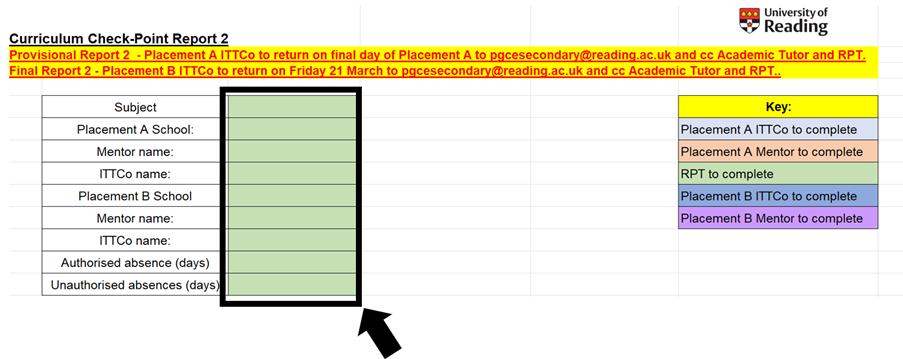 University of
Reading
Curriculum Check-Point Report 2
Provisional Report 2 - Placement A ITTCo to return on final day of Placement A to pgcesecondary@reading.ac.uk and cc Academic Tutor and RPT.
Final Report 2 - Placement B ITTCo to return on Friday 21 March to pgcesecondary@reading.ac.uk and cc Academic Tutor and RPT..
Subject
Placement A School:
Mentor name:
ITTCo name:
Placement B School
Mentor name:
ITTCo name:
Authorised absence (days)
Unauthorised absences (days)
Key:
Placement A ITTCo to complete
Placement A Mentor to complete
RPT to complete
Placement B ITTCo to complete
Placement B Mentor to complete